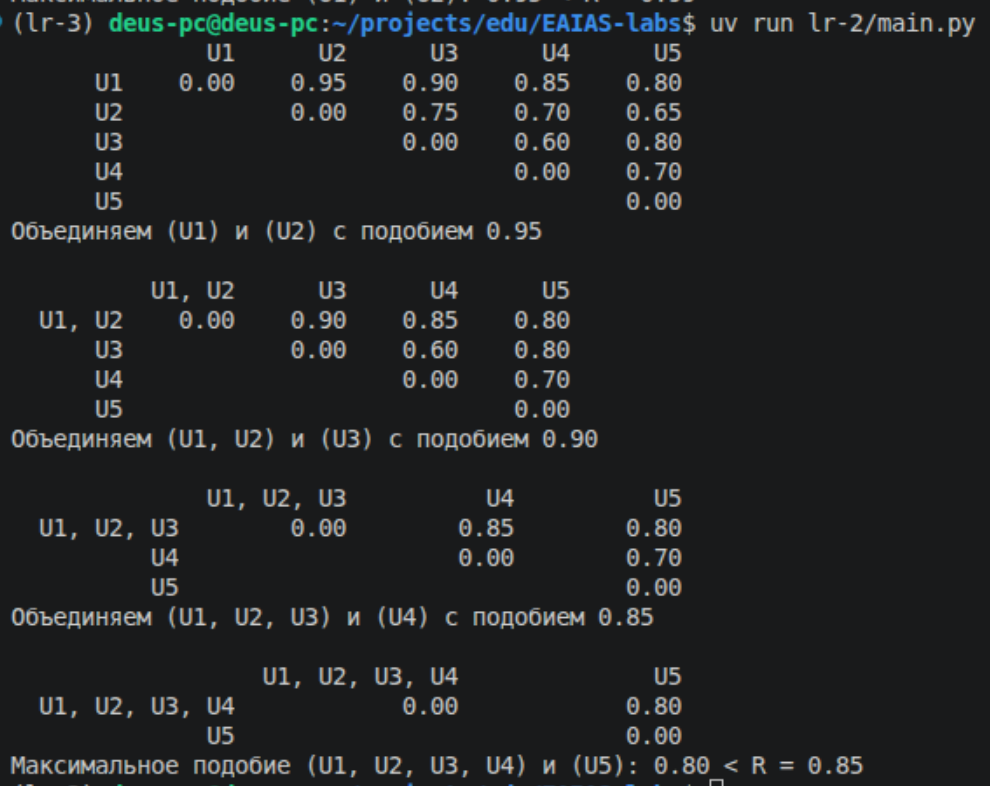 (lr-3) deus-pc@deus-pc:~/projects/edu/EAIAS-labs$ uv run lr-2/main.py
U1 U2 U3 U4 U5
U1 0.00 0.95 0.90 0.85 0.80
U2 0.00 0.75 0.70 0.65
U3 0.00 0.60 0.80
U4 0.00 0.70
U5 0.00
Объединяем (U1) и (U2) с подобием 0.95
U1, U2 U3 U4 U5
U1, U2 0.00 0.90 0.85 0.80
U3 0.00 0.60 0.80
U4 0.00 0.70
U5 0.00
Объединяем (U1, U2) и (U3) с подобием 0.90
U1, U2, U3 U4 U5
U1, U2, U3 0.00 0.85 0.80
U4 0.00 0.70
U5 0.00
Объединяем (U1, U2, U3) и (U4) с подобием 0.85
U1, U2, U3, U4 U5
U1, U2, U3, U4 0.00 0.80
U5 0.00
Максимальное подобие (U1, U2, U3, U4) и (U5): 0.80 < R = 0.85